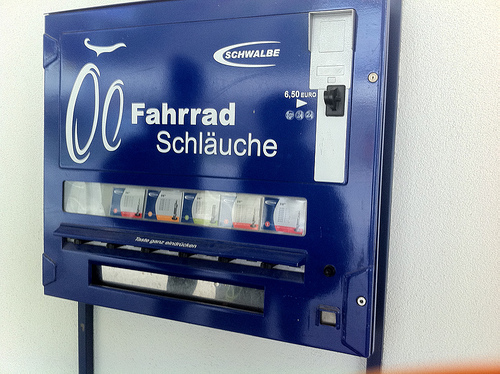 SCHWALBE
6,50 EURO
Fahrrad
Schläuche
Taste ganz eindrücken